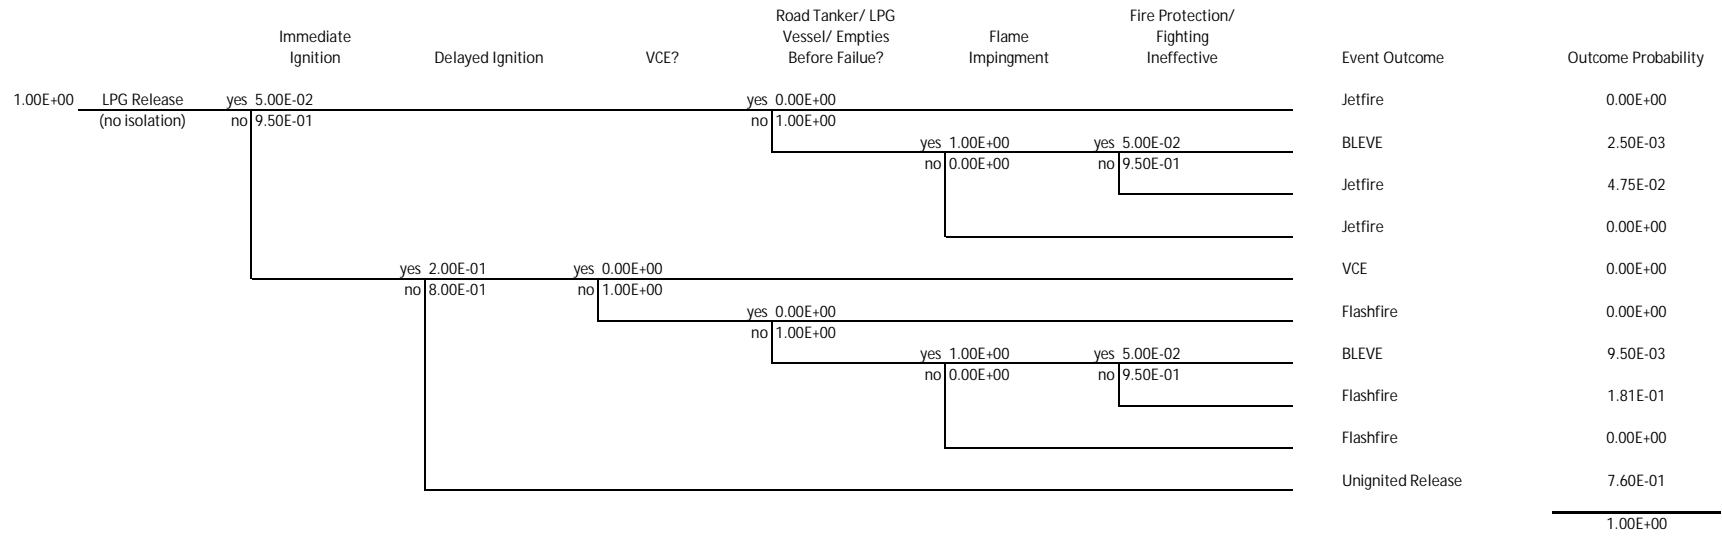 Road Tanker/ LPG
Fire Protection/
Immediate
Vessel/ Empties
Flame
Fighting
Ignition
Delayed Ignition
VCE?
Before Failue?
Impingment
Ineffective
Event Outcome
Outcome Probability
1.00E+00 LPG Release yes 5.00E-02 yes 0.00E+00 Jetfire 0.00E+00
(no isolation) no 9.50E-01 no 1.00E+00
yes 1.00E+00 yes 5.00E-02 BLEVE 2.50E-03
no 0.00E+00 no 9.50E-01
Jetfire 4.75E-02
Jetfire 0.00E+00
yes 2.00E-01 yes 0.00E+00 VCE 0.00E+00
no 8.00E-01 no 1.00E+00
yes 0.00E+00 Flashfire 0.00E+00
no 1.00E+00
yes 1.00E+00 yes 5.00E-02 BLEVE 9.50E-03
no 0.00E+00 no 9.50E-01
Flashfire 1.81E-01
Flashfire 0.00E+00
Unignited Release 7.60E-01
1.00E+00